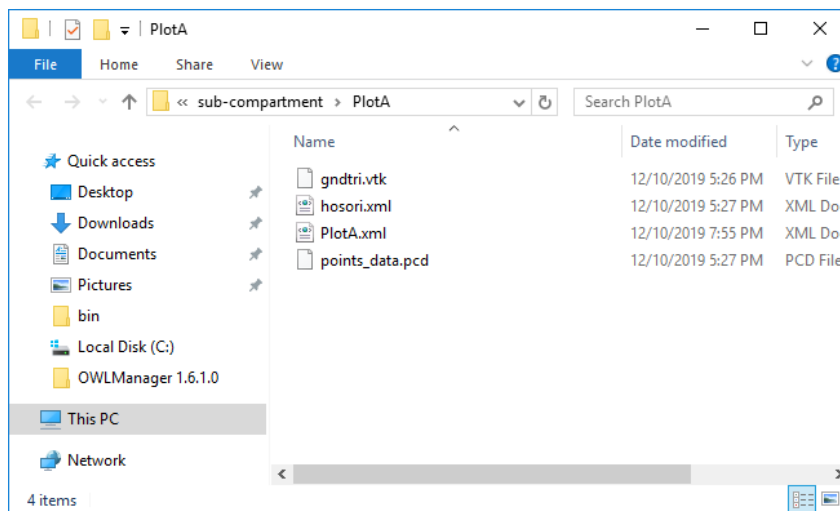 PlotA
File Home Share View
« sub-compartment > PlotA
Search PlotA
Name Date modified Type
Quick access
Desktop
Downloads
Documents
Pictures
bin
Local Disk (C:)
OWLManager 1.6.1.0
This PC
Network
gndtri.vtk 12/10/2019 5:26 PM VTK File
hosori.xml 12/10/2019 5:27 PM XML Do
PlotA.xml 12/10/2019 7:55 PM XML Do
points_data.pcd 12/10/2019 5:27 PM PCD File
4 items